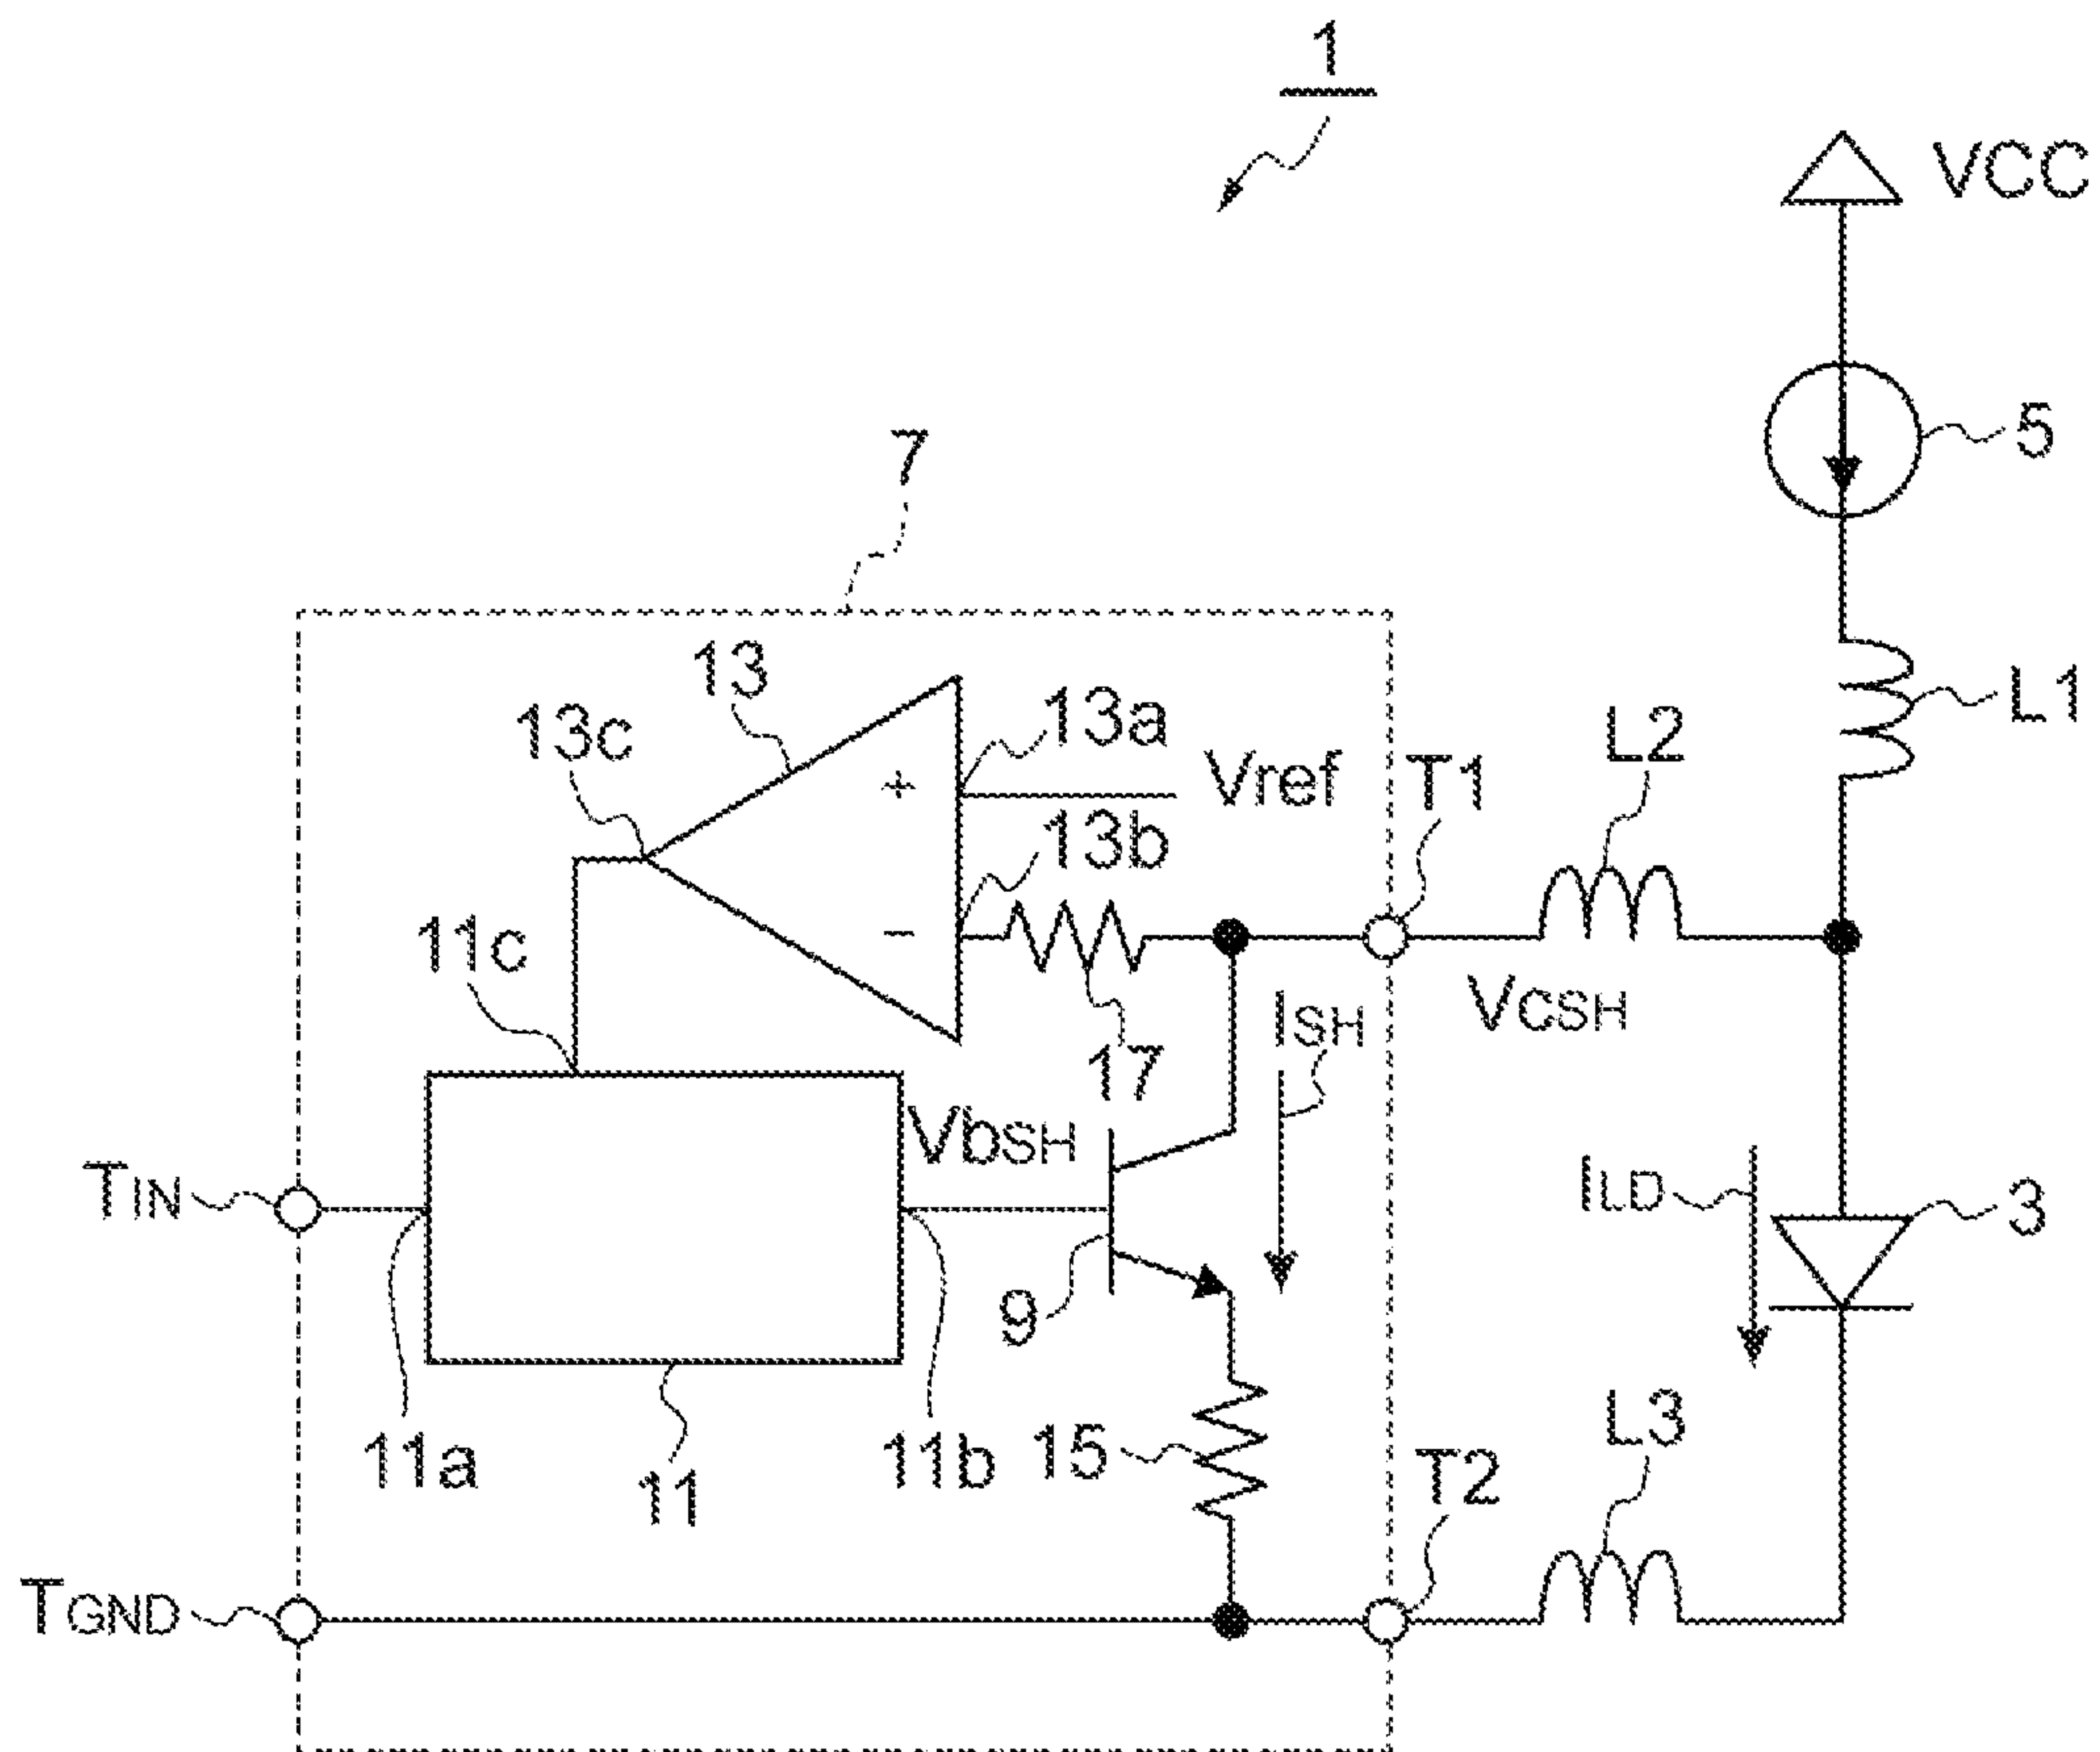 1
VCC
5
7
L1
13
13a
13c
Vref
T1
L2
13b
+
−
11c
VCSH
ISH
17
VbSH
TIN
ILD
3
9
L3
11a
11
11b
15
T2
TGND